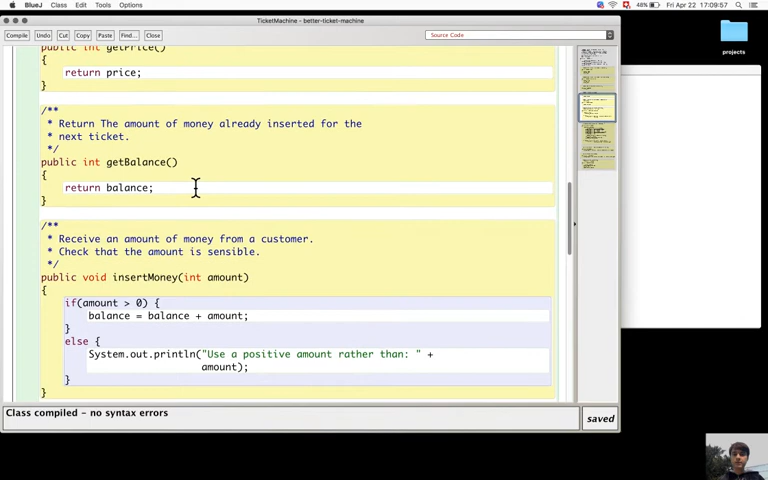 BlueJ Class Edit Tools Options 48% Fri Apr 22 17:09:57
TicketMachine - better-ticket-machine
Compile Undo Cut Copy Paste Find... Close Source Code
projects
public int getPrice()
{
return price;
}
/**
* Return The amount of money already inserted for the
* next ticket.
*/
public int getBalance()
{
return balance;
}
/**
* Receive an amount of money from a customer.
* Check that the amount is sensible.
*/
public void insertMoney(int amount)
{
if(amount > 0) {
balance = balance + amount;
}
else {
System.out.println("Use a positive amount rather than: " +
amount);
}
}
Class compiled - no syntax errors
saved